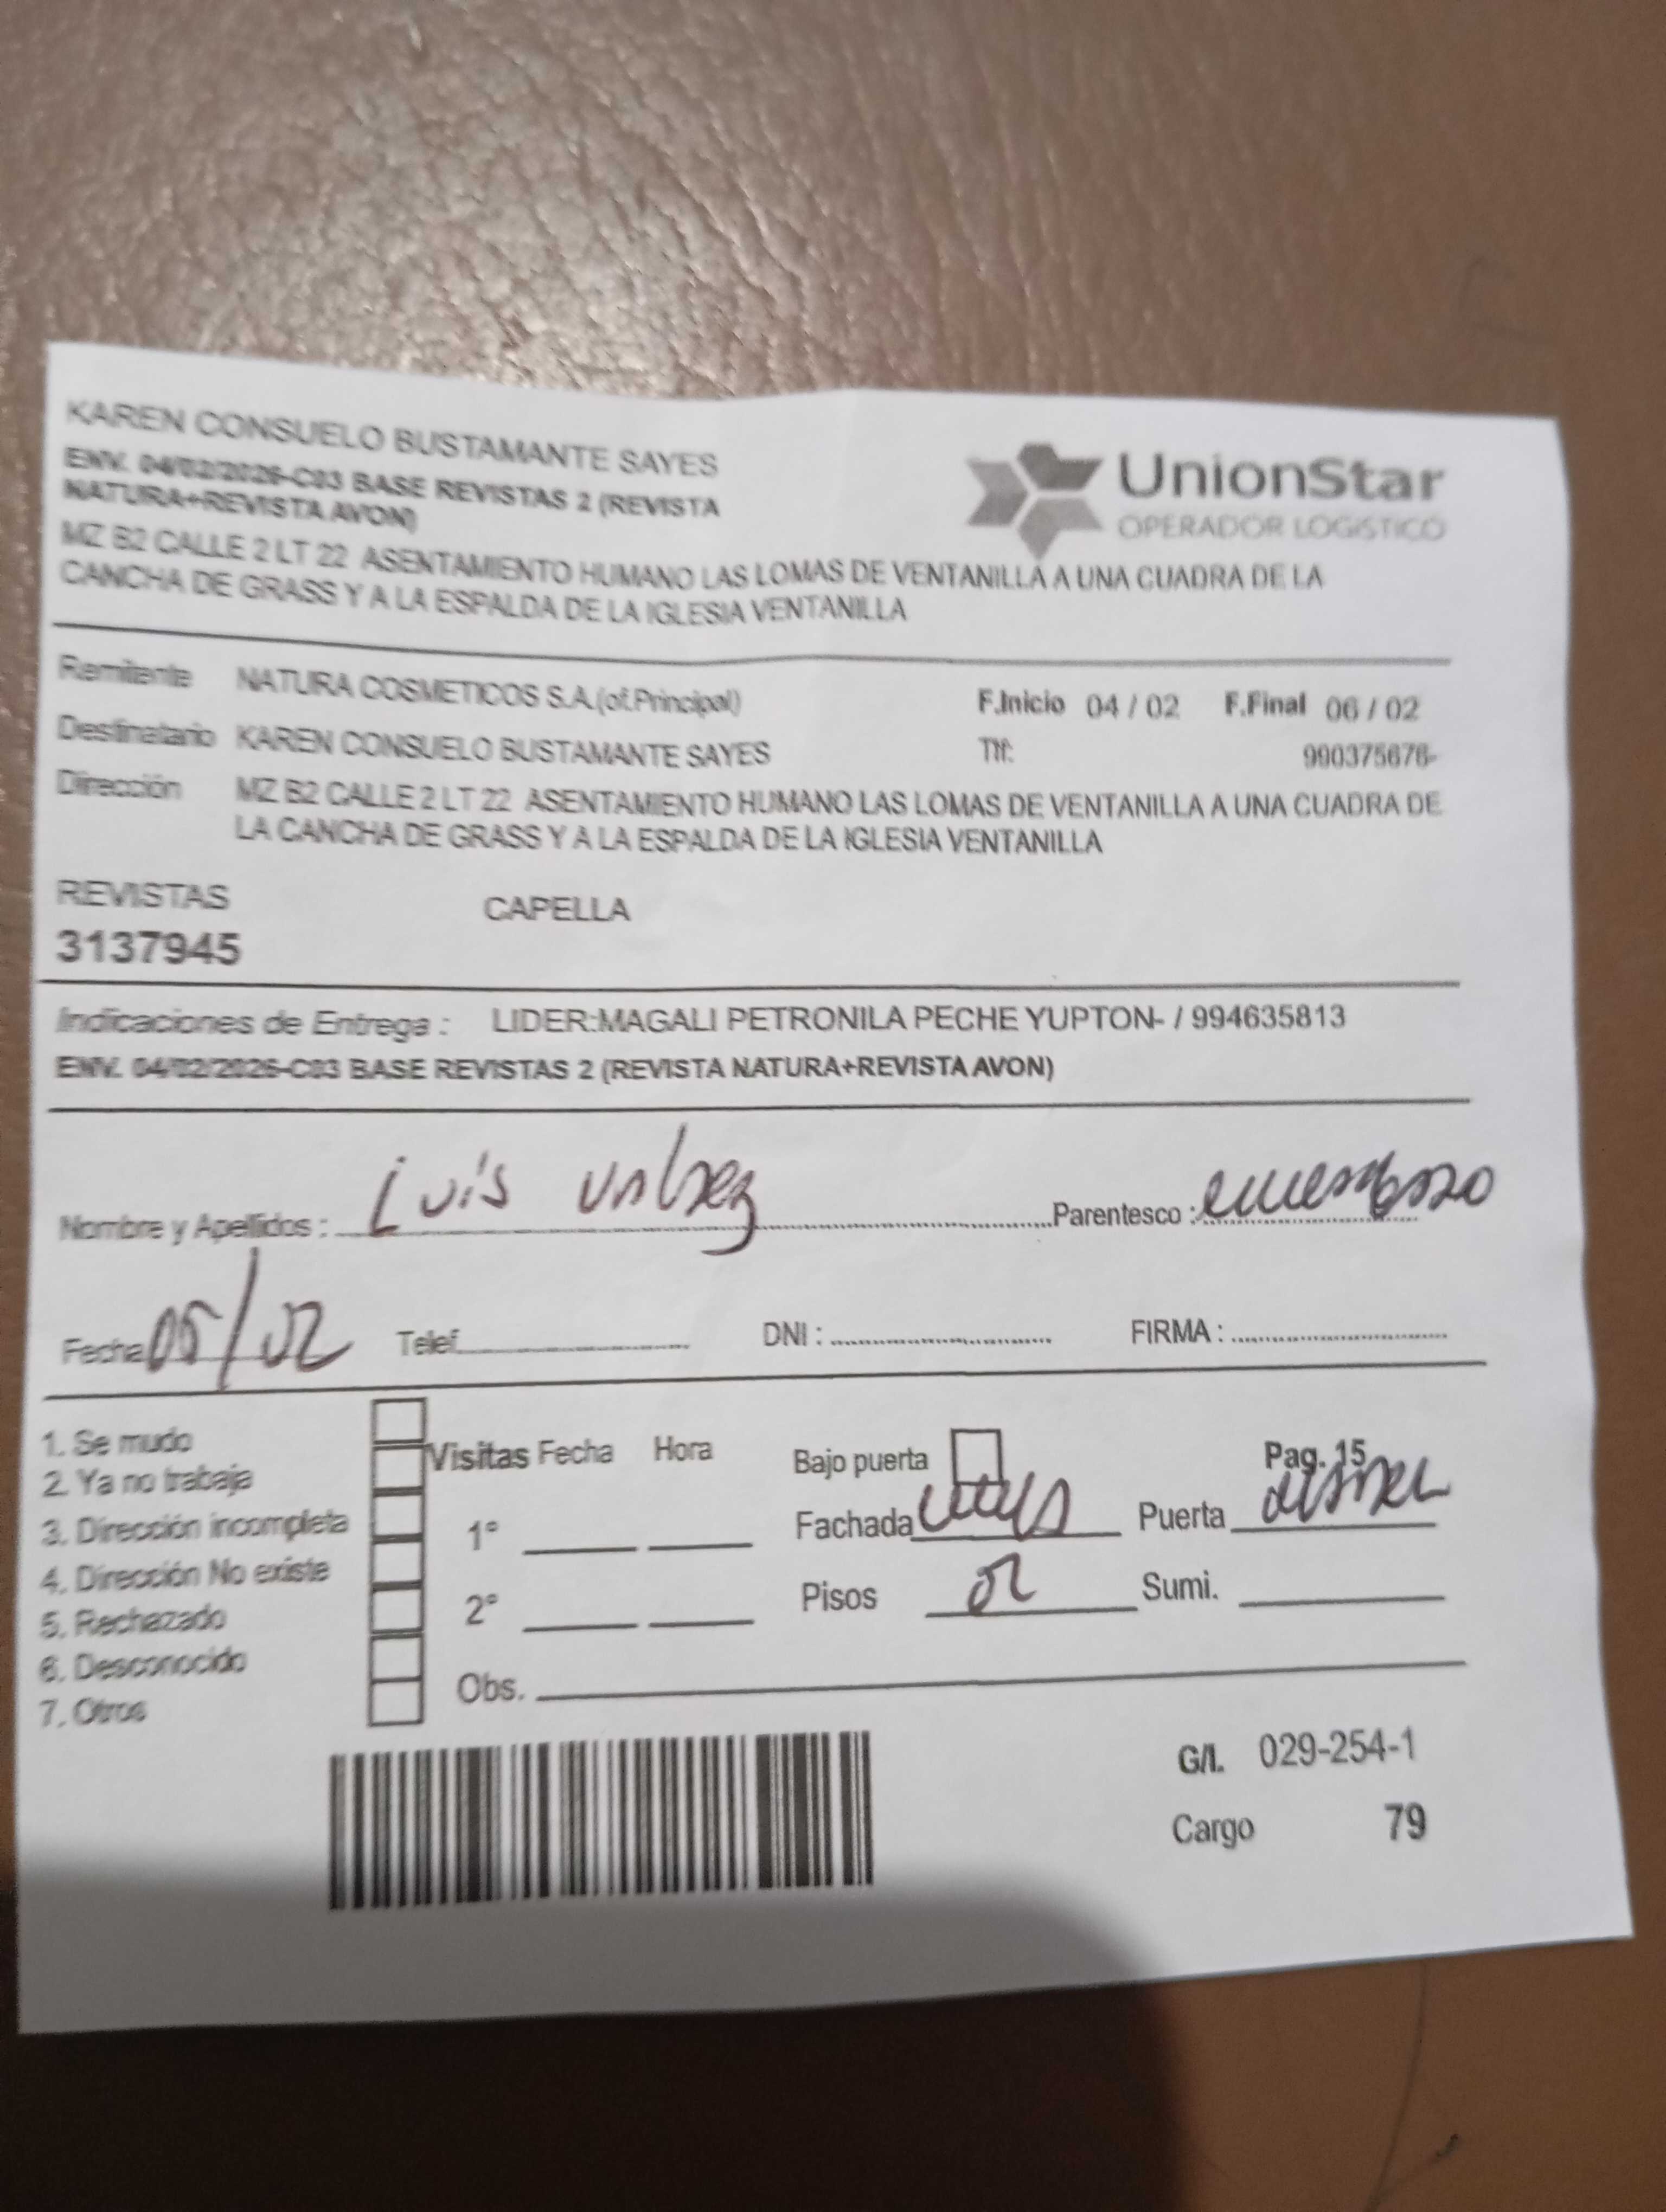 KAREN CONSUELO BUSTAMANTE SAYES
ENV. 04/02/2026-C03 BASE REVISTAS 2 (REVISTA
NATURA+REVISTA AVON)
MZ B2 CALLE 2 LT 22 ASENTAMIENTO HUMANO LAS LOMAS DE VENTANILLA A UNA CUADRA DE LA
CANCHA DE GRASS Y A LA ESPALDA DE LA IGLESIA VENTANILLA
UnionStar
OPERADOR LOGISTICO
Remitente NATURA COSMETICOS S.A.(of.Principal) F.Inicio 04 / 02 F.Final 06 / 02
Destinatario KAREN CONSUELO BUSTAMANTE SAYES Tlf: 990375676-
Dirección MZ B2 CALLE 2 LT 22 ASENTAMIENTO HUMANO LAS LOMAS DE VENTANILLA A UNA CUADRA DE
LA CANCHA DE GRASS Y A LA ESPALDA DE LA IGLESIA VENTANILLA
REVISTAS CAPELLA
3137945
Indicaciones de Entrega : LIDER:MAGALI PETRONILA PECHE YUPTON- / 994635813
ENV. 04/02/2026-C03 BASE REVISTAS 2 (REVISTA NATURA+REVISTA AVON)
Nombre y Apellidos : Luis Parentesco :
Fecha 05/02 Telef. DNI : FIRMA :
1. Se mudo
2. Ya no trabaja
3. Dirección incompleta
4. Dirección No existe
5. Rechazado
6. Desconocido
7. Otros
Visitas Fecha Hora
1°
2°
Obs.
Bajo puerta Pag. 15
Fachada Puerta
Pisos 02 Sumi.
G/I. 029-254-1
Cargo 79